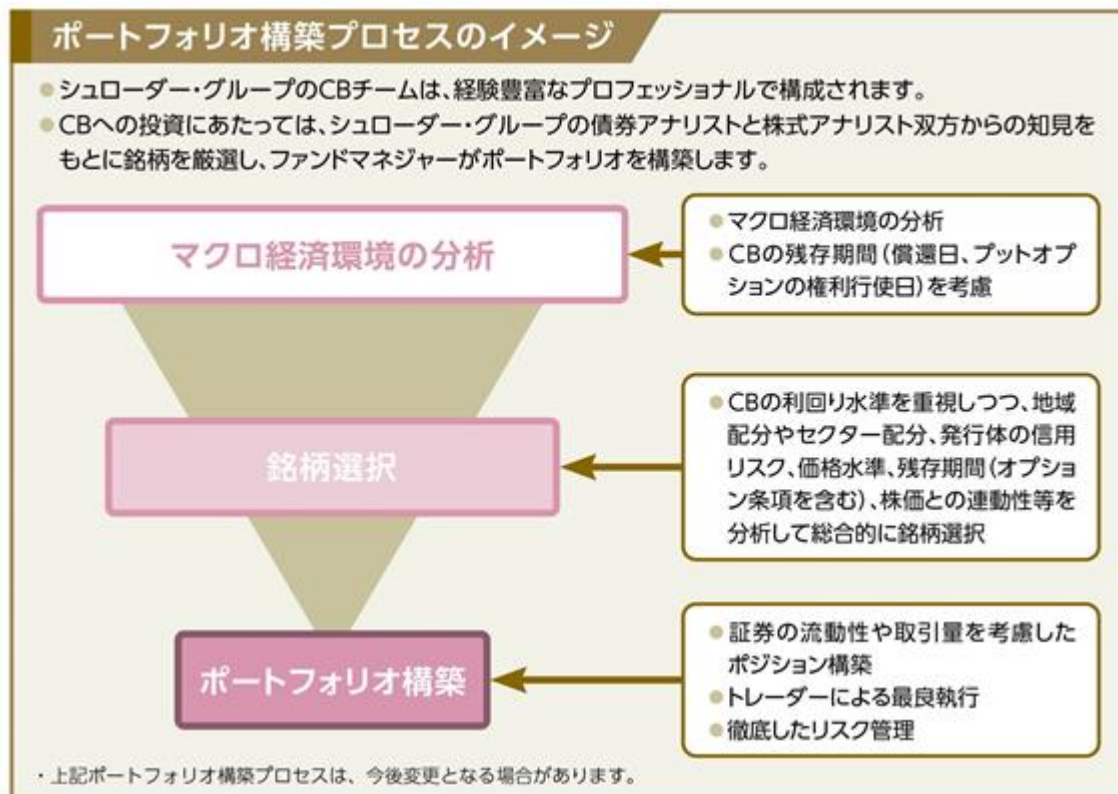 ポートフォリオ構築プロセスのイメージ
●シュローダー・グループのCBチームは、経験豊富なプロフェッショナルで構成されます。
●CBへの投資にあたっては、シュローダー・グループの債券アナリストと株式アナリスト双方からの知見を
もとに銘柄を厳選し、ファンドマネジャーがポートフォリオを構築します。
マクロ経済環境の分析
●マクロ経済環境の分析
●CBの残存期間(償還日、プットオプ
ションの権利行使日)を考慮
銘柄選択
●CBの利回り水準を重視しつつ、地域
配分やセクター配分、発行体の信用
リスク、価格水準、残存期間(オプショ
ン条項を含む)、株価との連動性等を
分析して総合的に銘柄選択
ポートフォリオ構築
●証券の流動性や取引量を考慮した
ポジション構築
●トレーダーによる最良執行
●徹底したリスク管理
・上記ポートフォリオ構築プロセスは、今後変更となる場合があります。